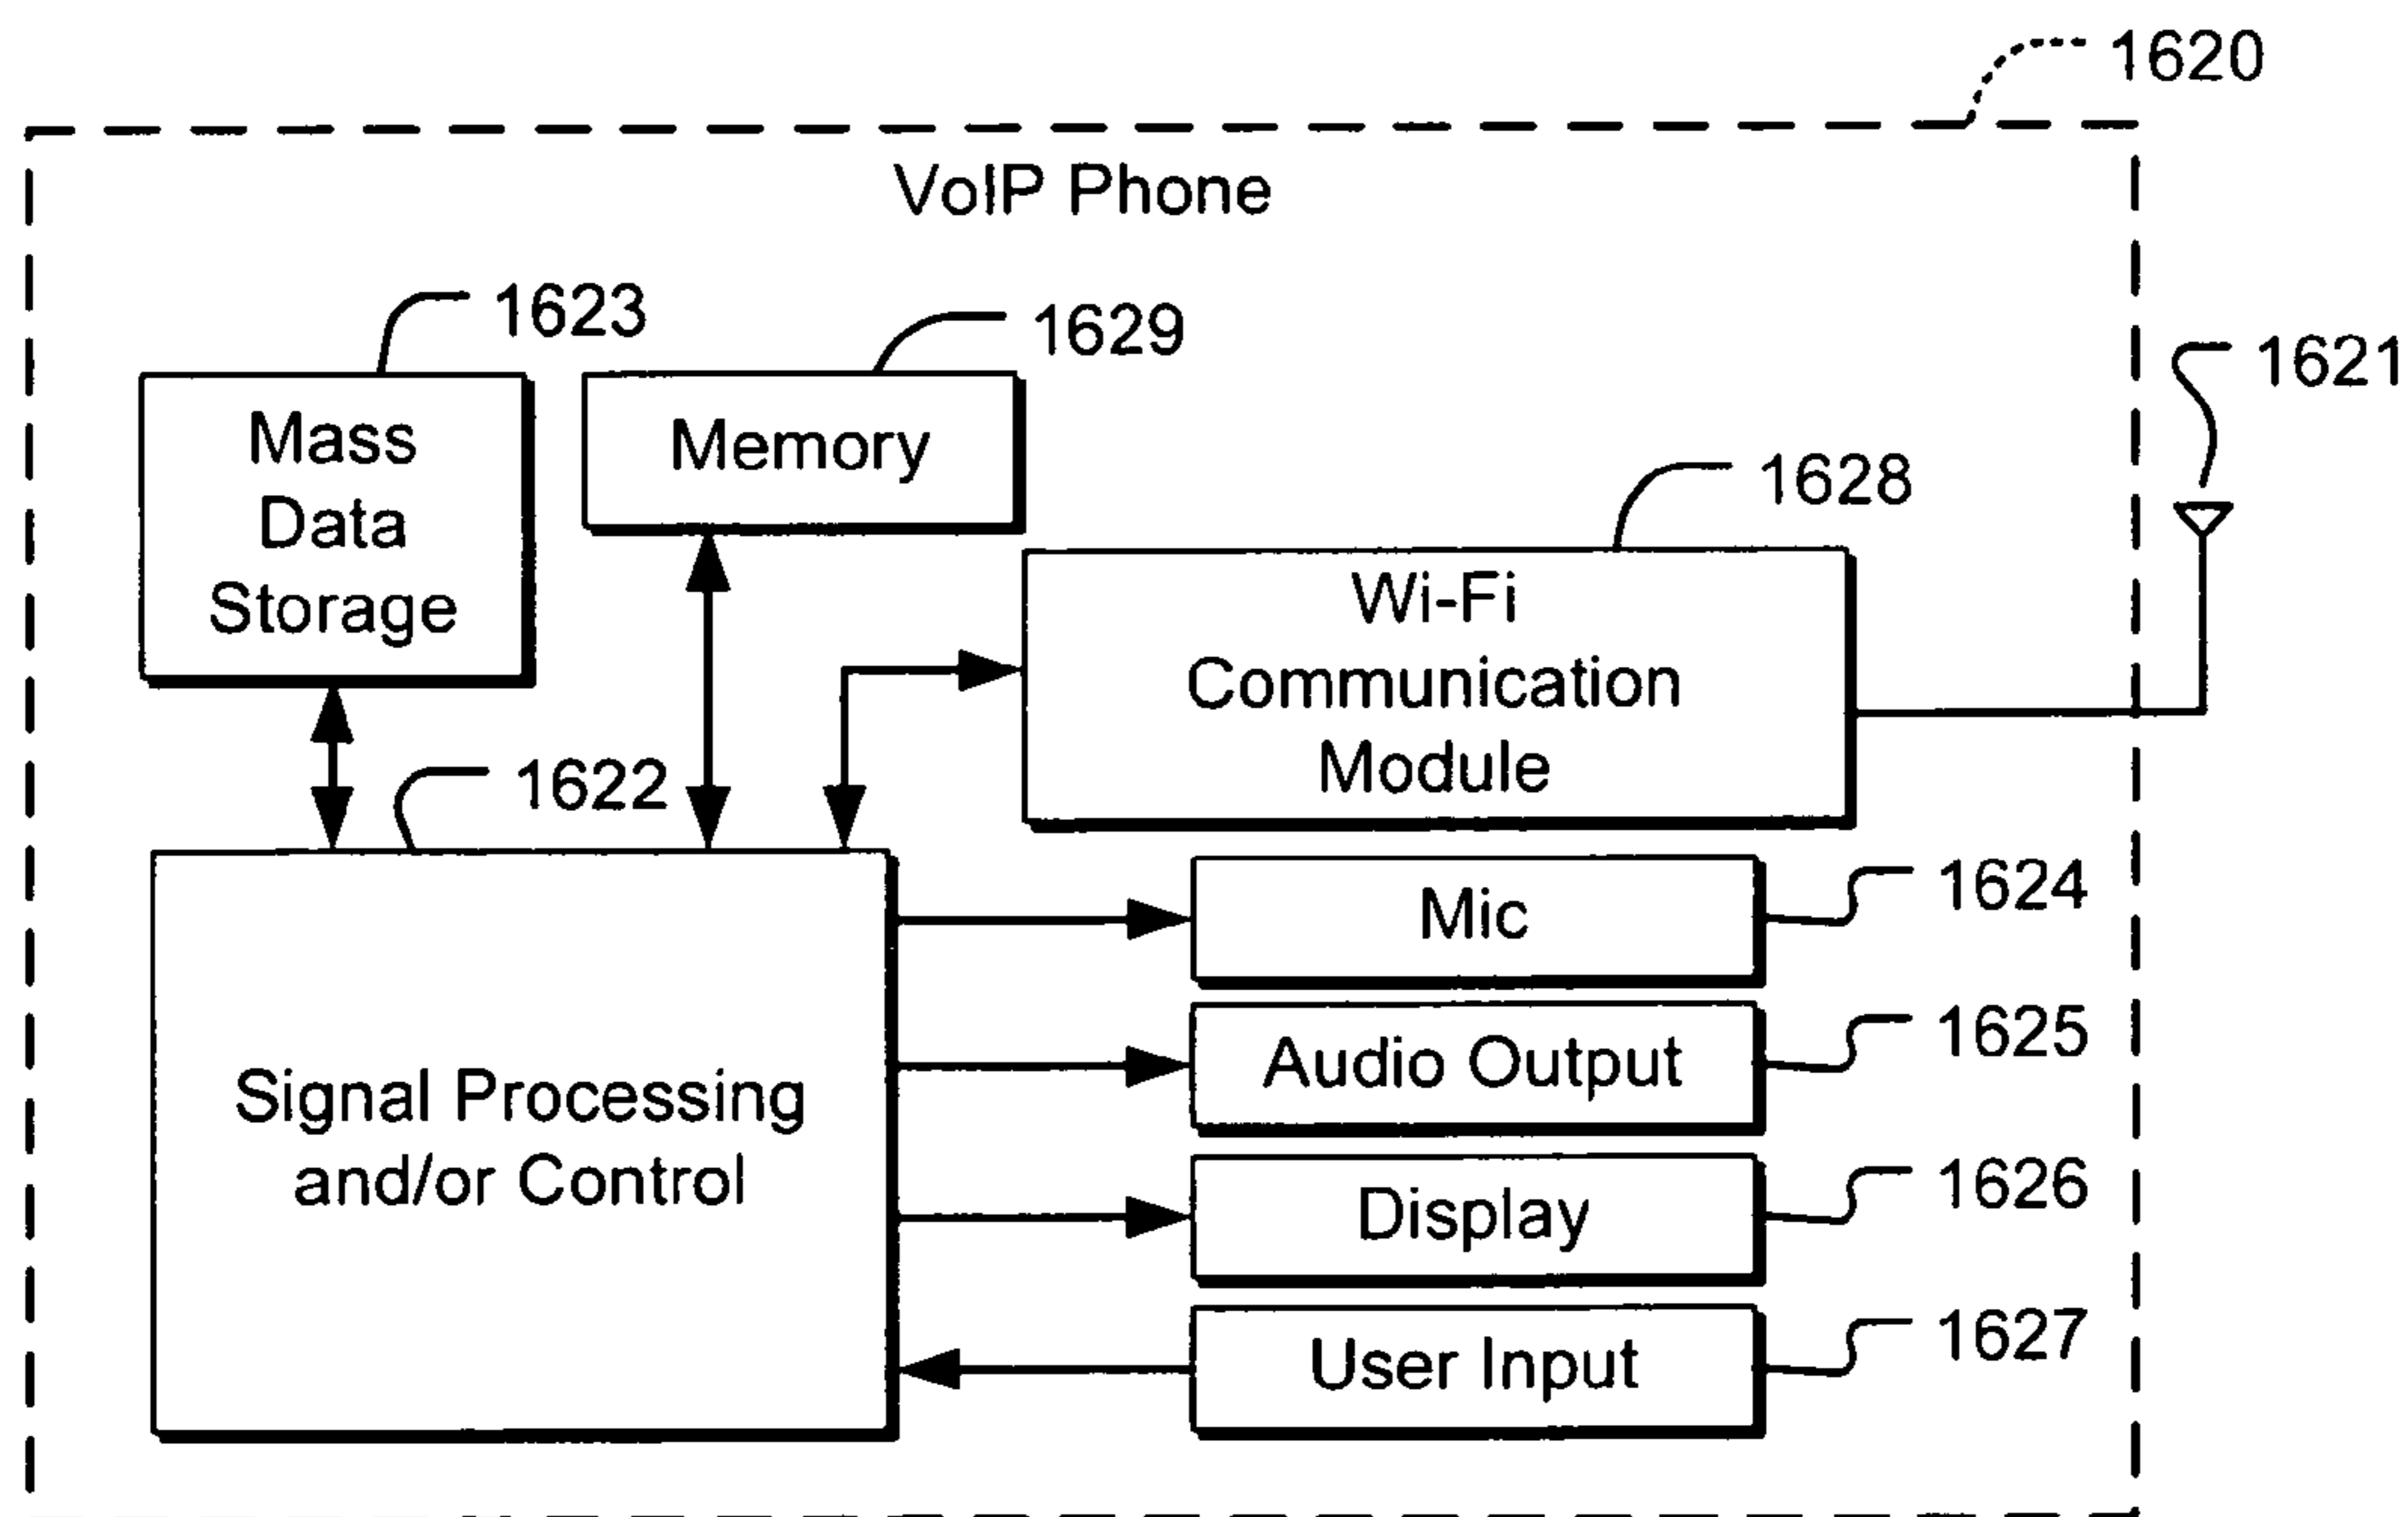 1620
VoIP Phone
1623
1629
1621
Mass
Data
Storage
Memory
1628
Wi-Fi
Communication
Module
1622
Mic
1624
Signal Processing
and/or Control
Audio Output
1625
Display
1626
User Input
1627